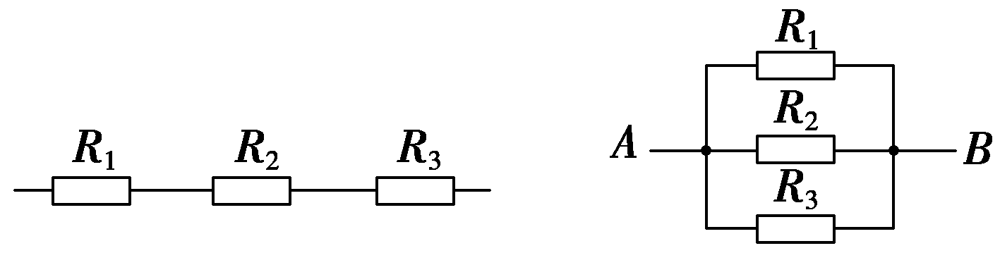 R₁ R₂ R₃
R₁
A R₂ B
R₃